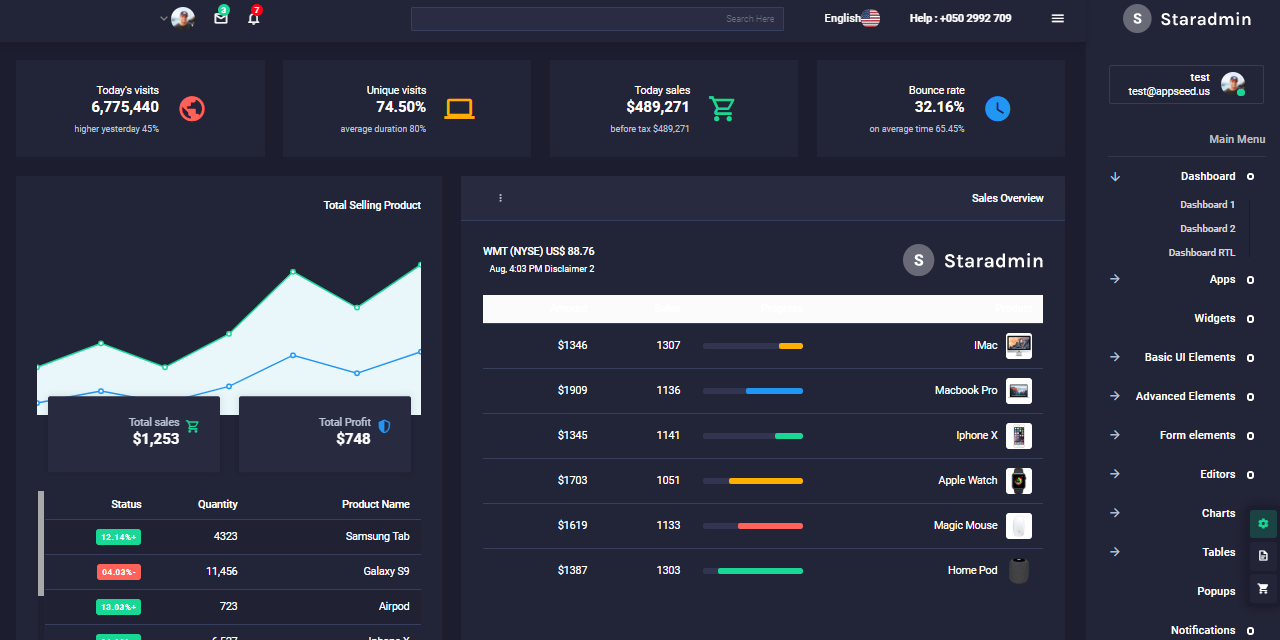 3
7
Search Here
English
Help : +050 2992 709
S Staradmin
Today's visits
6,775,440
higher yesterday 45%
Unique visits
74.50%
average duration 80%
Today sales
$489,271
before tax $489,271
Bounce rate
32.16%
on average time 65.45%
test
test@appseed.us
Main Menu
Dashboard
Dashboard 1
Dashboard 2
Dashboard RTL
Apps
Widgets
Basic UI Elements
Advanced Elements
Form elements
Editors
Charts
Tables
Popups
Notifications
Total Selling Product
Total sales
$1,253
Total Profit
$748
Status Quantity Product Name
12.14%+ 4323 Samsung Tab
04.03%- 11,456 Galaxy S9
13.03%+ 723 Airpod
Sales Overview
WMT (NYSE) US$ 88.76
Aug, 4:03 PM Disclaimer 2
S Staradmin
$1346 1307 IMac
$1909 1136 Macbook Pro
$1345 1141 Iphone X
$1703 1051 Apple Watch
$1619 1133 Magic Mouse
$1387 1303 Home Pod